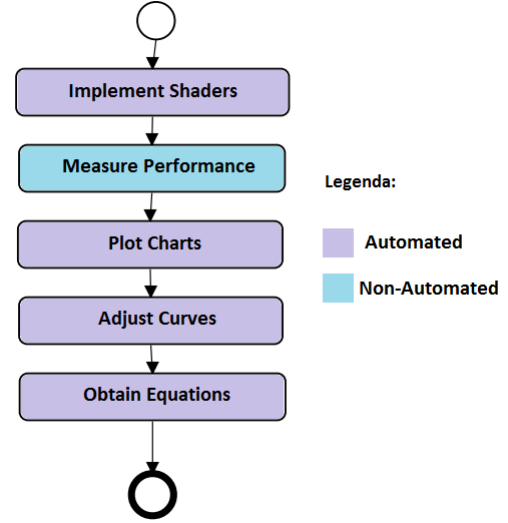 Implement Shaders
Measure Performance
Plot Charts
Adjust Curves
Obtain Equations
Legenda:
Automated
Non-Automated